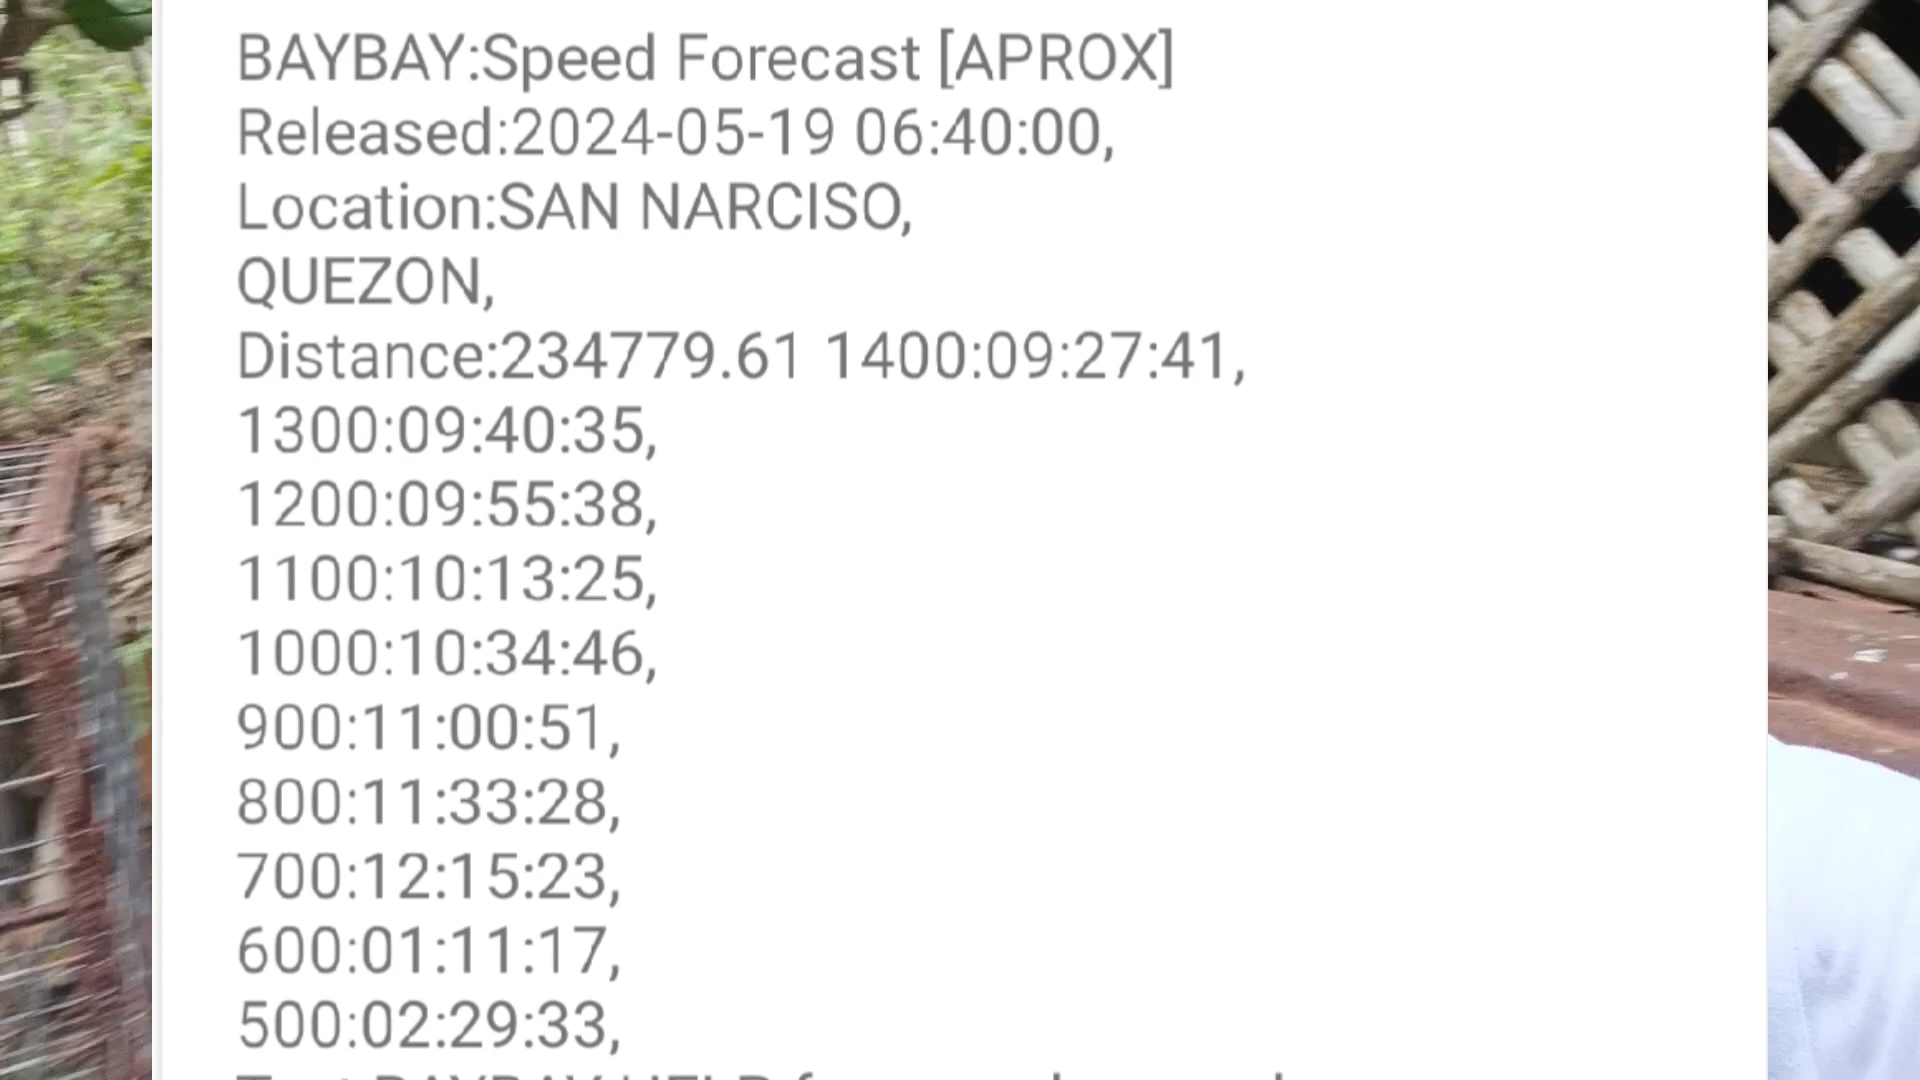 BAYBAY:Speed Forecast [APROX]
Released:2024-05-19 06:40:00,
Location:SAN NARCISO,
QUEZON,
Distance:234779.61 1400:09:27:41,
1300:09:40:35,
1200:09:55:38,
1100:10:13:25,
1000:10:34:46,
900:11:00:51,
800:11:33:28,
700:12:15:23,
600:01:11:17,
500:02:29:33,